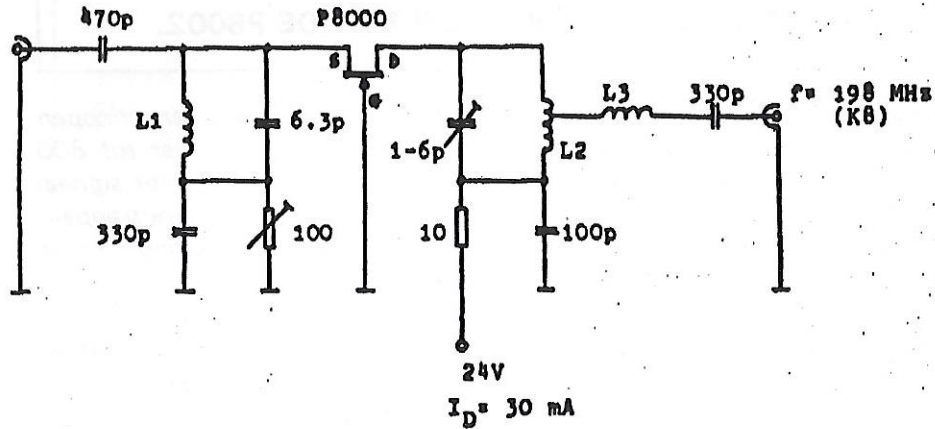 470p P8000
S D
G
L1 6.3p 1-6p L2 L3 330p f= 198 MHz
(K8)
330p 100 10 100p
24V
I_D= 30 mA